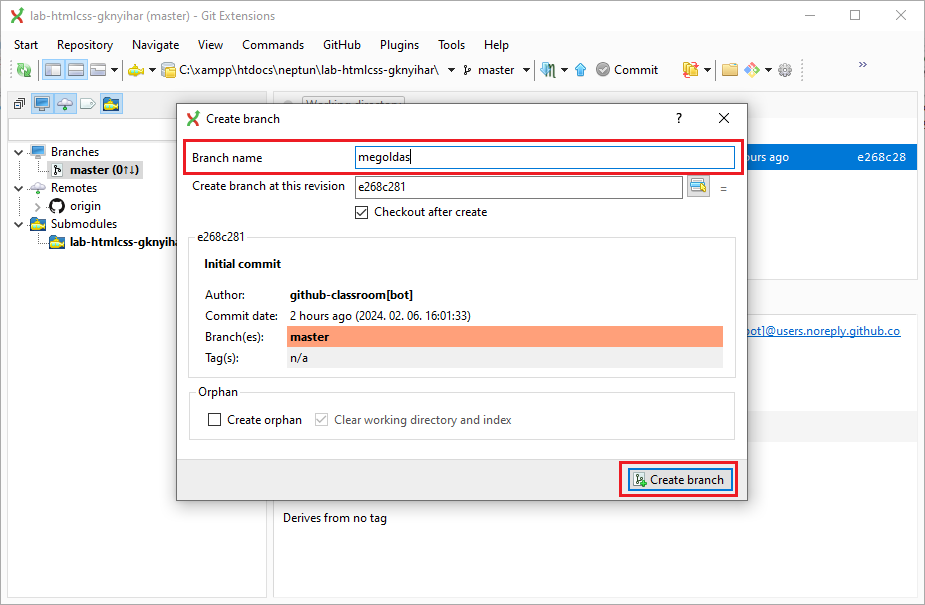 lab-htmlcss-gknyihar (master) - Git Extensions
Start Repository Navigate View Commands GitHub Plugins Tools Help
C:\xampp\htdocs\neptun\lab-htmlcss-gknyihar\ master Commit »
Working directory
Create branch ?
Branches
Branch name megoldas
ours ago e268c28
master (0↑↓)
Remotes
Create branch at this revision e268c281 =
origin
Checkout after create
Submodules
e268c281
lab-htmlcss-gknyiha
Initial commit
Author: github-classroom[bot]
Commit date: 2 hours ago (2024. 02. 06. 16:01:33)
bot]@users.noreply.github.co
Branch(es): master
Tag(s): n/a
Orphan
Create orphan Clear working directory and index
Create branch
Derives from no tag